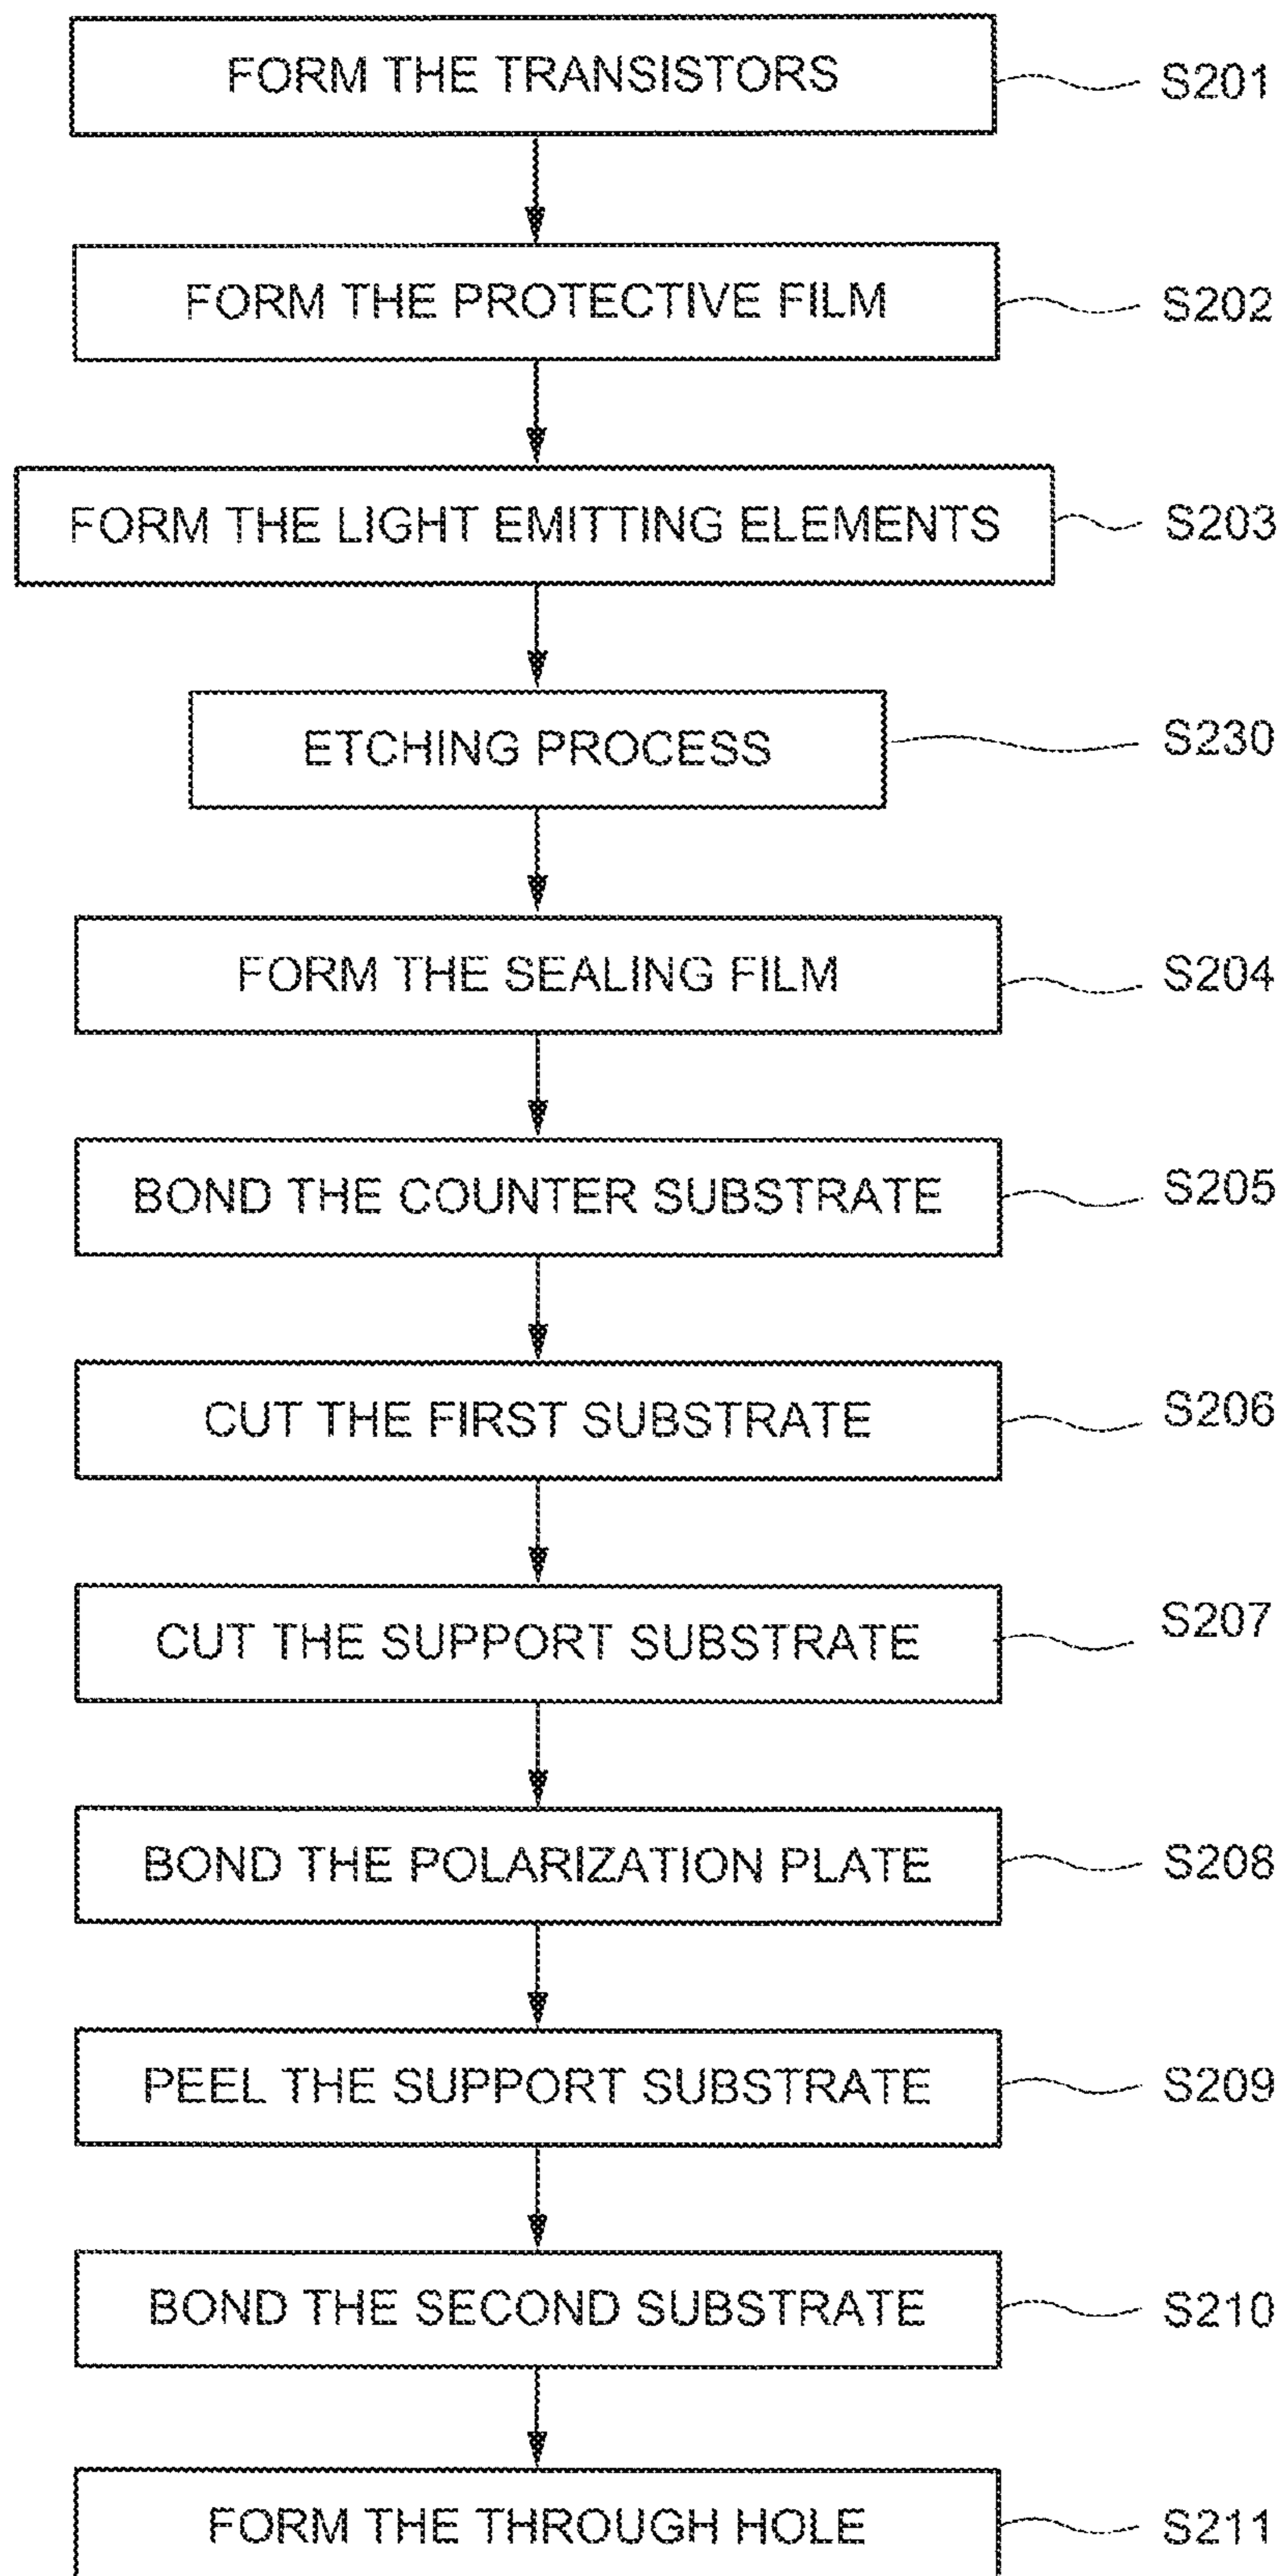 FORM THE TRANSISTORS S201
FORM THE PROTECTIVE FILM S202
FORM THE LIGHT EMITTING ELEMENTS S203
ETCHING PROCESS S230
FORM THE SEALING FILM S204
BOND THE COUNTER SUBSTRATE S205
CUT THE FIRST SUBSTRATE S206
CUT THE SUPPORT SUBSTRATE S207
BOND THE POLARIZATION PLATE S208
PEEL THE SUPPORT SUBSTRATE S209
BOND THE SECOND SUBSTRATE S210
FORM THE THROUGH HOLE S211